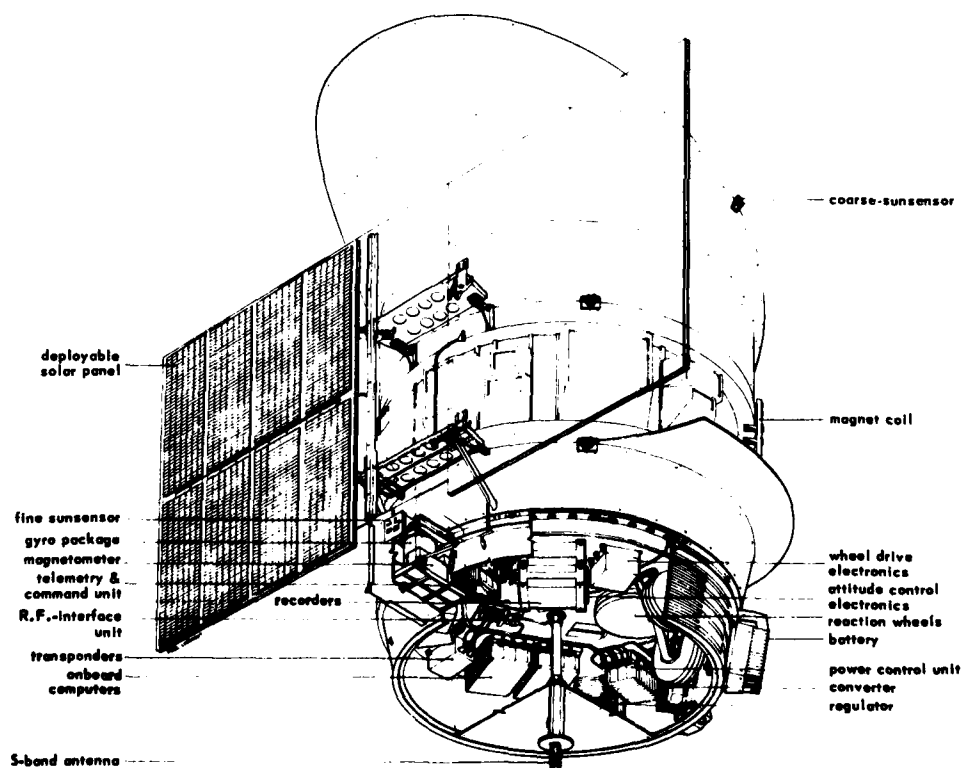 coarse-sunsensor
deployable
solar panel
magnet coil
fine sunsensor
gyro package
magnetometer
telemetry &
command unit
recorders
R.F.-interface
unit
transponders
onboard
computers
S-band antenna
wheel drive
electronics
attitude control
electronics
reaction wheels
battery
power control unit
converter
regulator